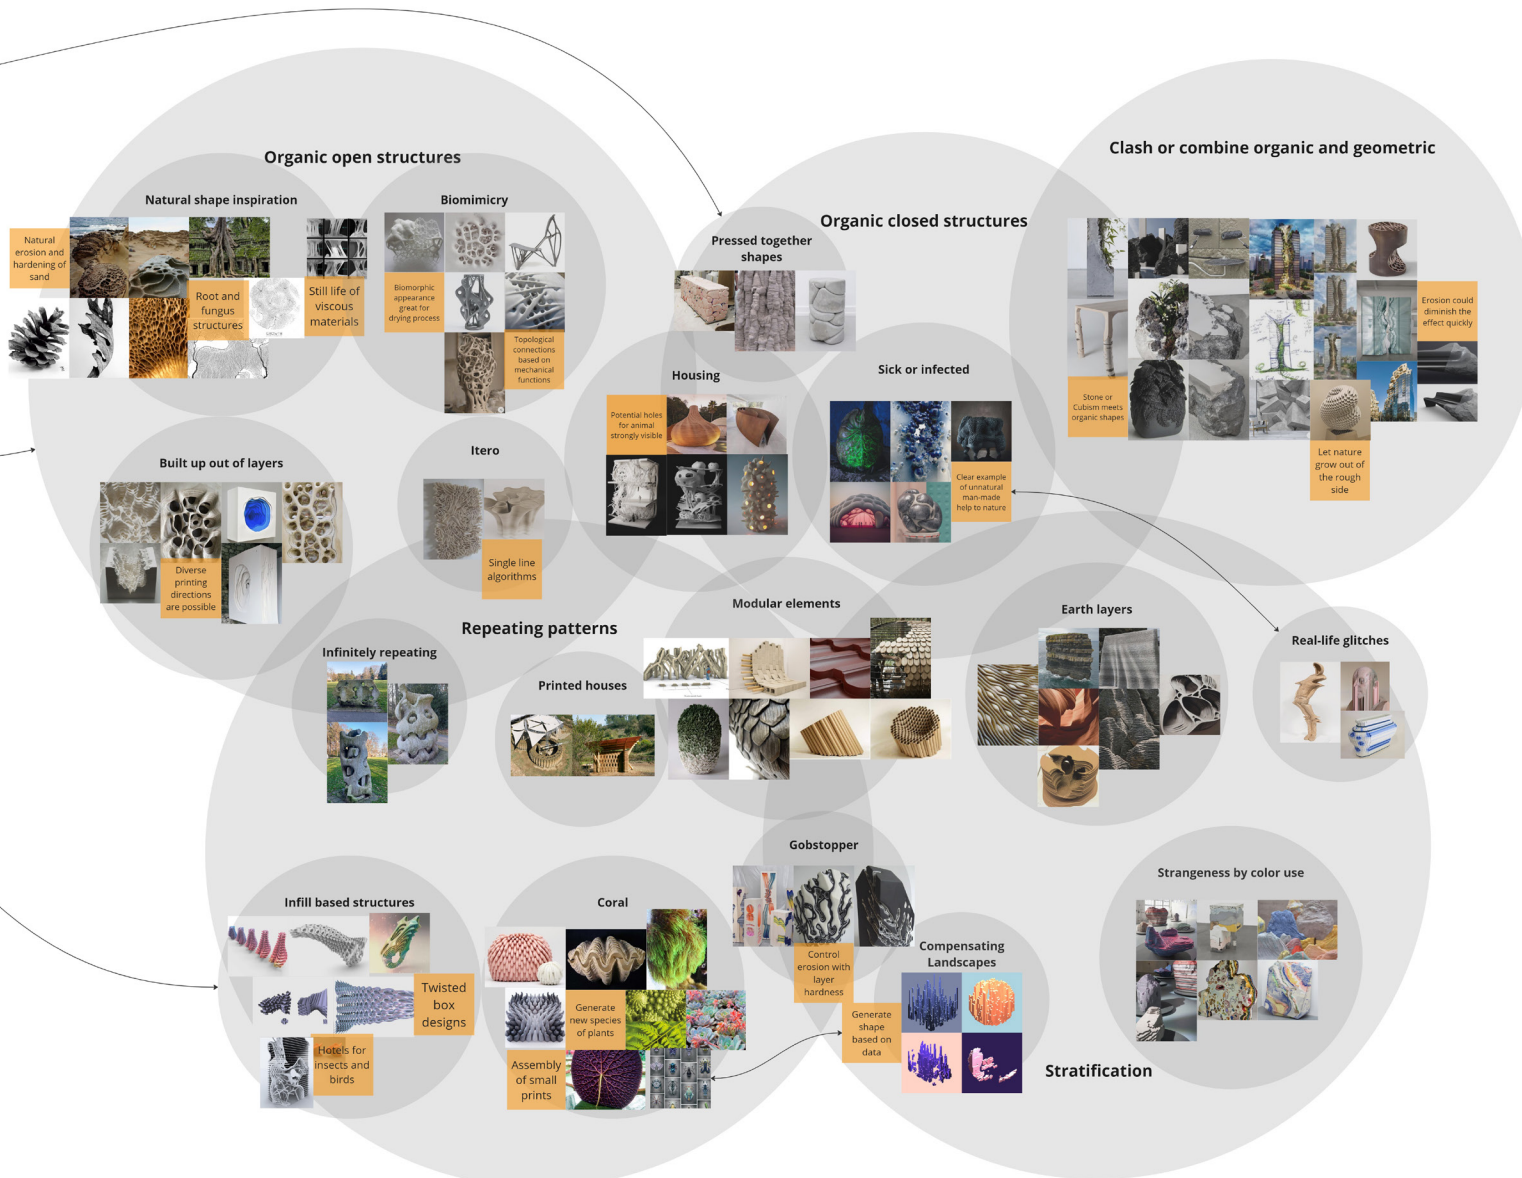 Organic open structures
Natural shape inspiration
Natural
erosion and
hardening of
sand
Root and
fungus
structures
Still life of
viscous
materials
Biomimicry
Biomorphic
appearance
great for
drying process
Topological
connections
based on
mechanical
functions
Built up out of layers
Diverse
printing
directions
are possible
Itero
Single line
algorithms
Organic closed structures
Pressed together
shapes
Housing
Potential holes
for animal
strongly visible
Sick or infected
Clear example
of unnatural
man-made
help to nature
Clash or combine organic and geometric
Erosion could
diminish the
effect quickly
Stone or
Cubism meets
organic shapes
Let nature
grow out of
the rough
side
Repeating patterns
Infinitely repeating
Printed houses
Modular elements
Infill based structures
Twisted
box
designs
Hotels for
insects and
birds
Coral
Generate
new species
of plants
Assembly
of small
prints
Earth layers
Real-life glitches
Gobstopper
Control
erosion with
layer
hardness
Compensating
Landscapes
Generate
shape
based on
data
Strangeness by color use
Stratification